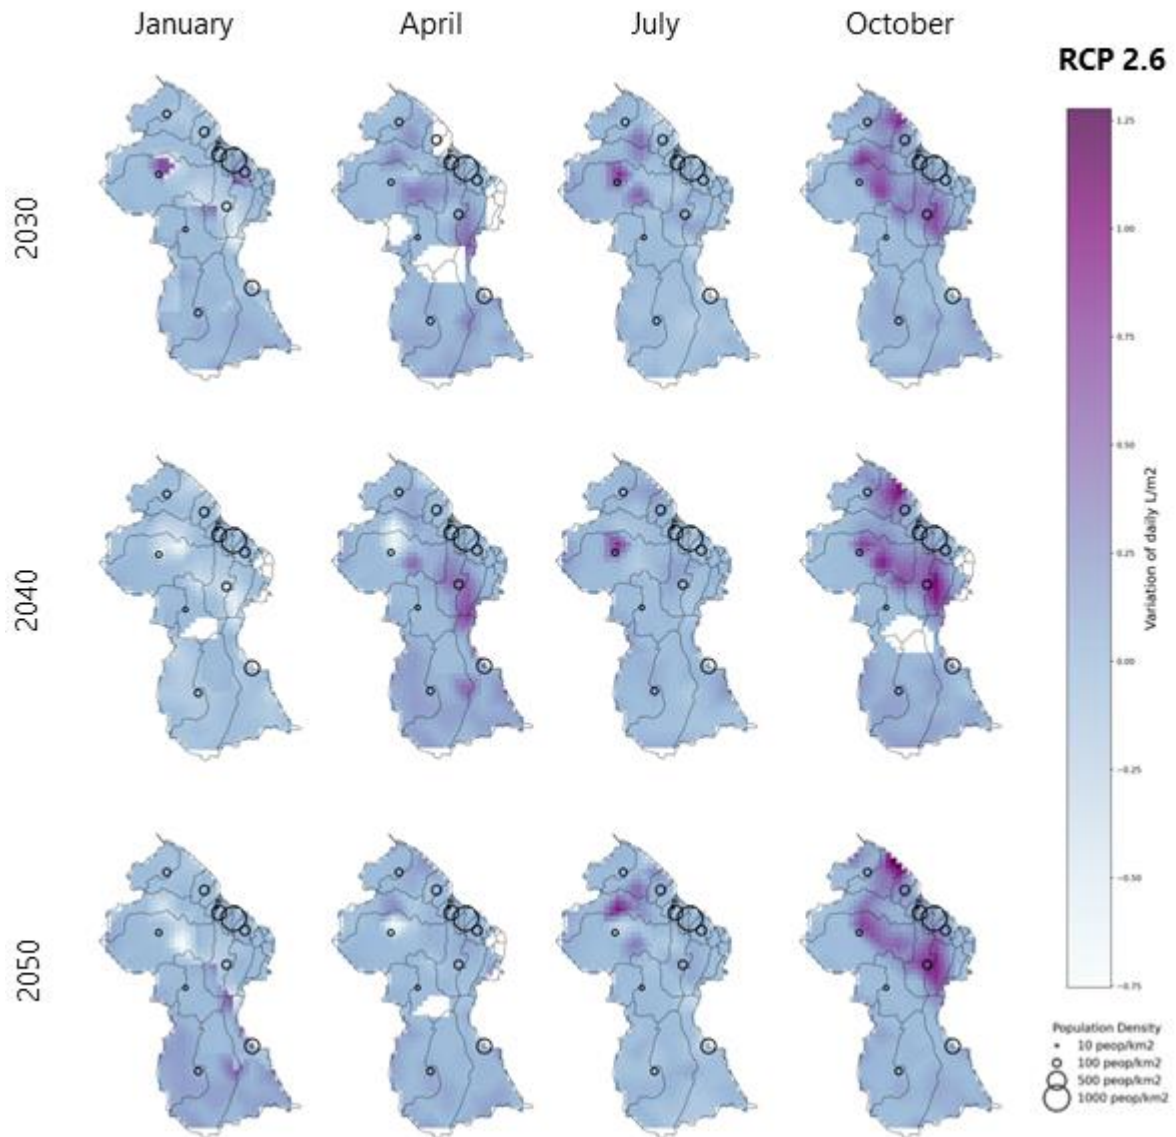 January April July October
RCP 2.6
2030
2040
2050
1.25
1.00
0.75
0.50
0.25
0.00
−0.25
−0.50
−0.75
Variation of daily L/m2
Population Density
10 peop/km2
100 peop/km2
500 peop/km2
1000 peop/km2